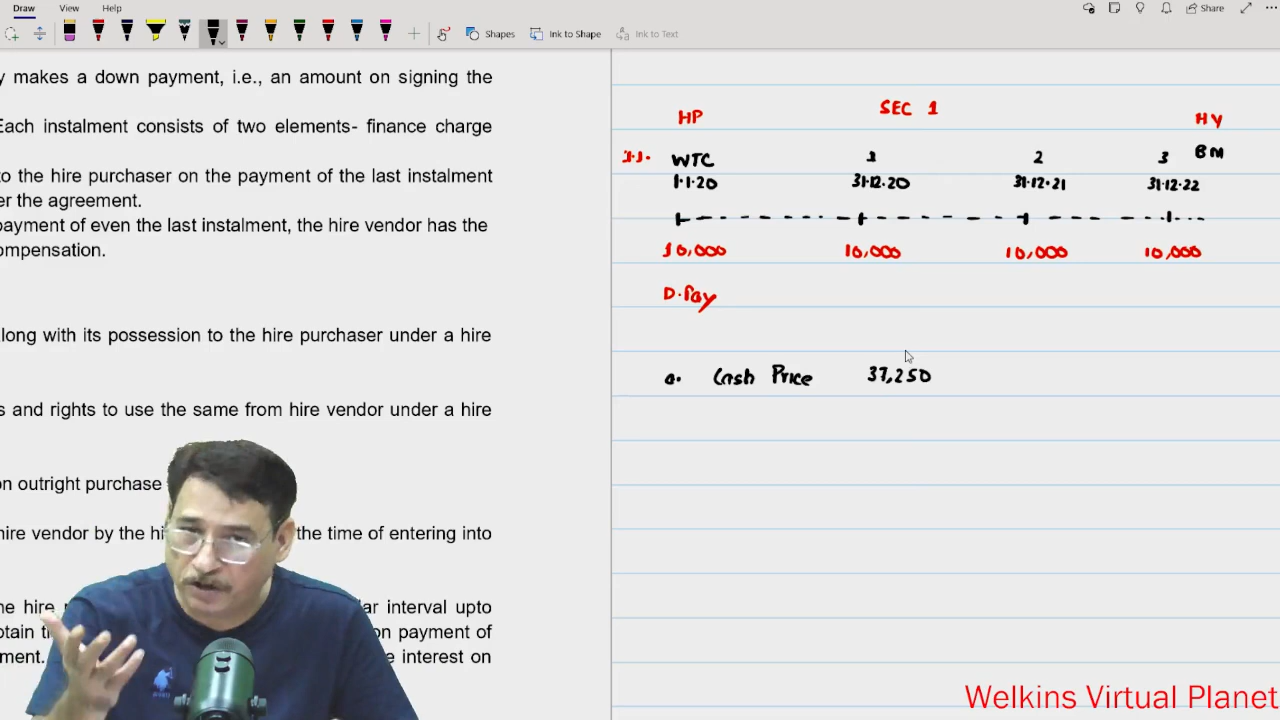 Draw View Help
Shapes Ink to Shape Ink to Text Share
y makes a down payment, i.e., an amount on signing the
Each instalment consists of two elements- finance charge
to the hire purchaser on the payment of the last instalment
er the agreement.
payment of even the last instalment, the hire vendor has the
ompensation.
long with its possession to the hire purchaser under a hire
s and rights to use the same from hire vendor under a hire
on outright purchase
hire vendor by the hi the time of entering into
he hire lar interval upto
otain t on payment of
ment. e interest on
HP SEC 1 HV
I.I. WTC 1 2 3 BM
1.1.20 31.12.20 31.12.21 31.12.22
10,000 10,000 10,000 10,000
D.Pay
a. Cash Price 37,250
Welkins Virtual Planet